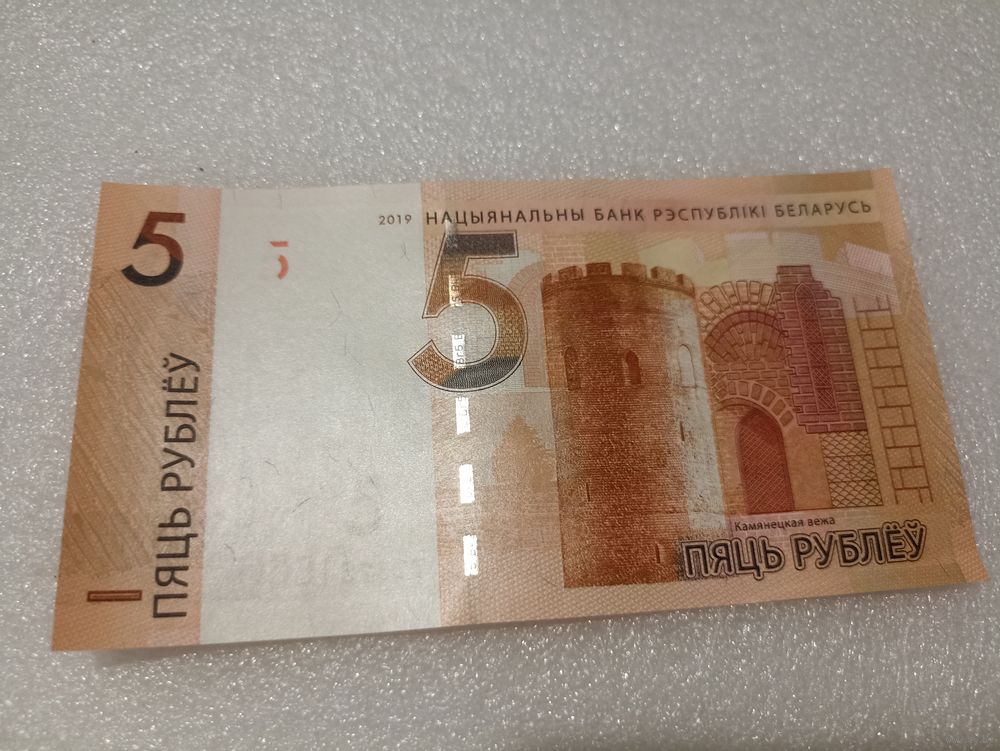 5
ПЯЦЬ РУБЛЁЎ
2019 НАЦЫЯНАЛЬНЫ БАНК РЭСПУБЛІКІ БЕЛАРУСЬ
5
Камянецкая вежа
ПЯЦЬ РУБЛЁЎ